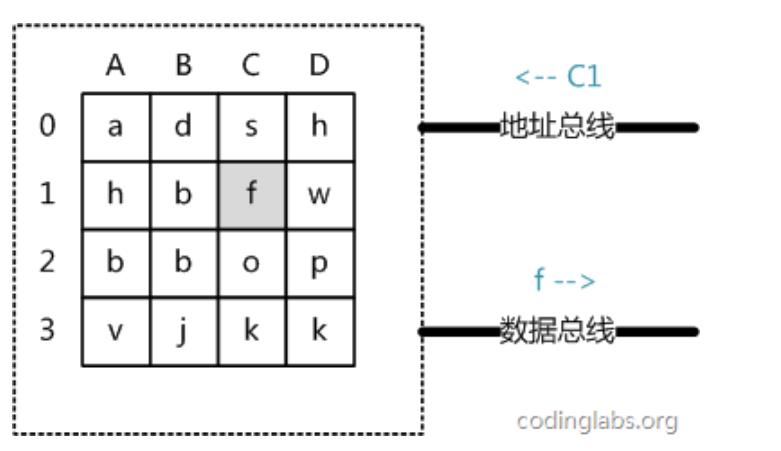 A B C D
0 a d s h
1 h b f w
2 b b o p
3 v j k k
<-- C1
地址总线
f -->
数据总线
codinglabs.org